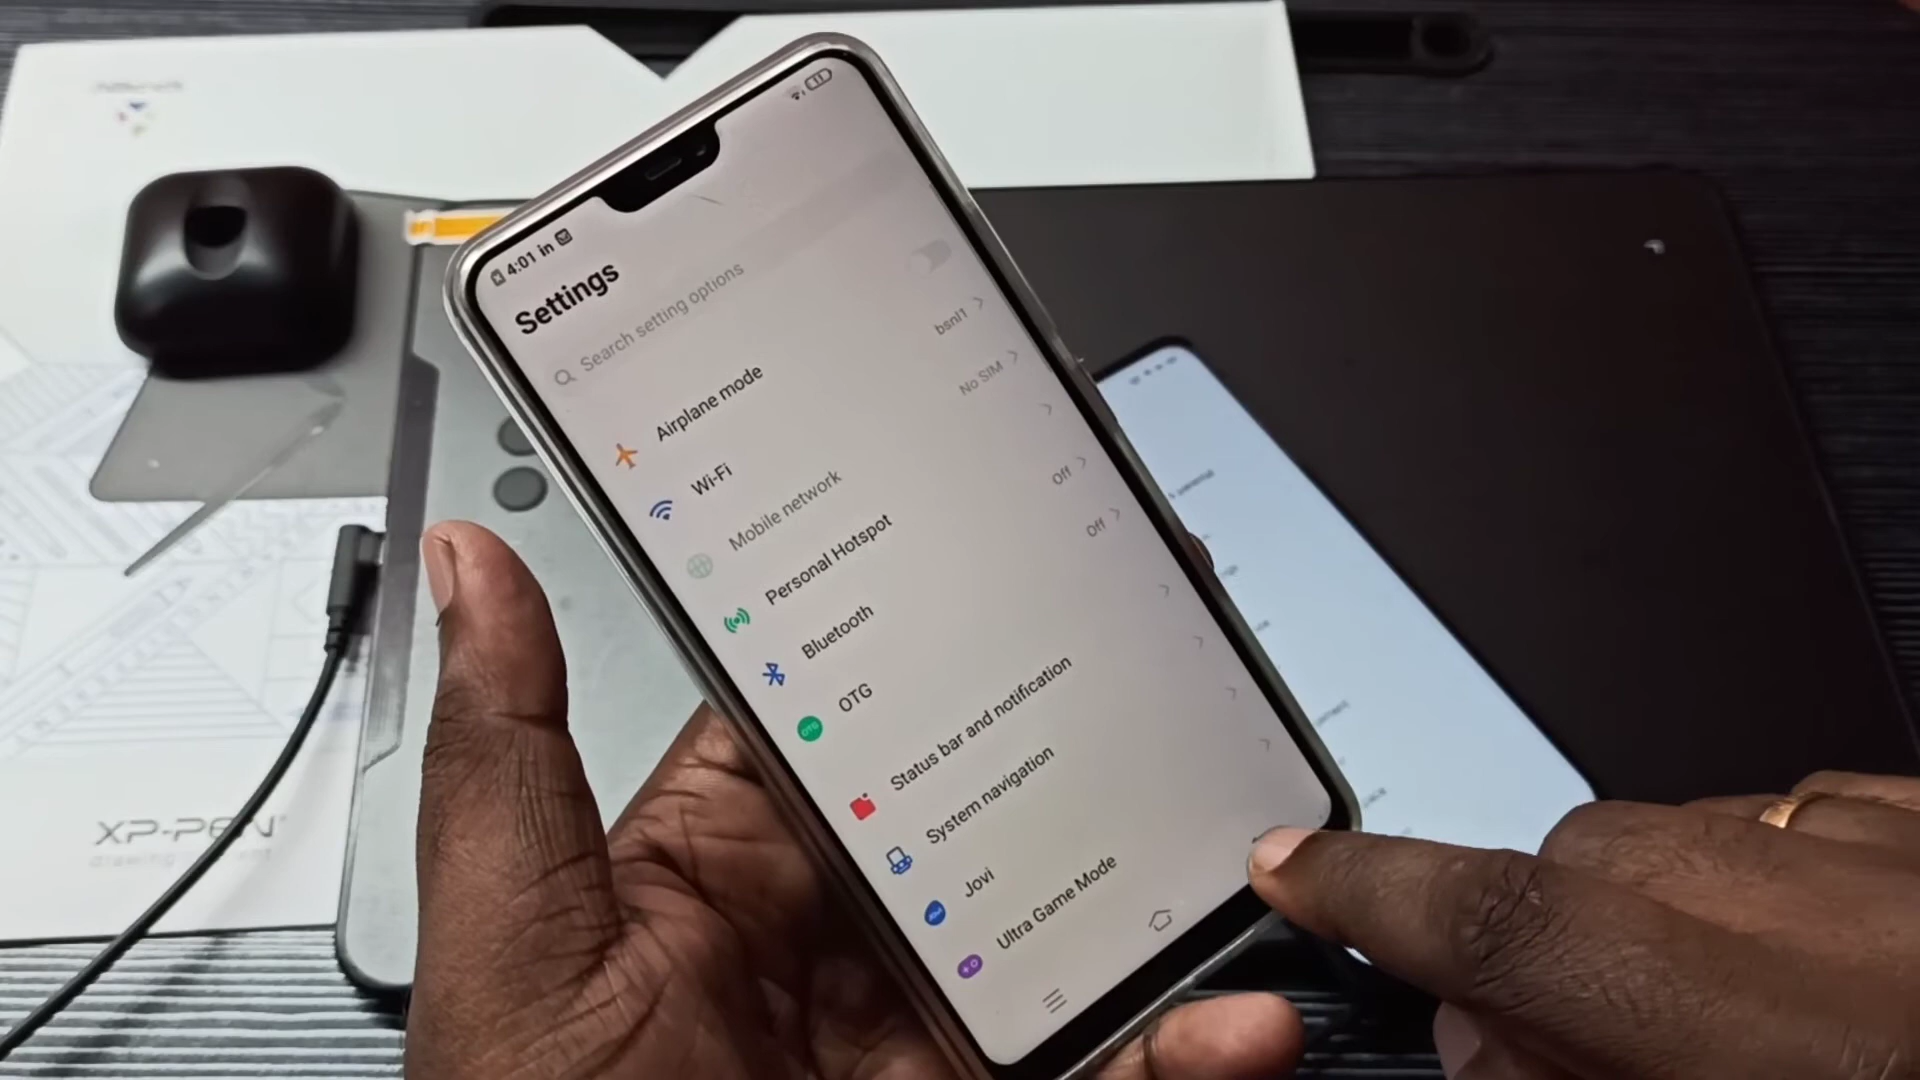 4:01 in
Settings
Search setting options
Airplane mode
Wi-Fi
bsnl1
Mobile network
No SIM
Personal Hotspot
Bluetooth
Off
OTG
Off
Status bar and notification
System navigation
Jovi
Ultra Game Mode
XP-PEN